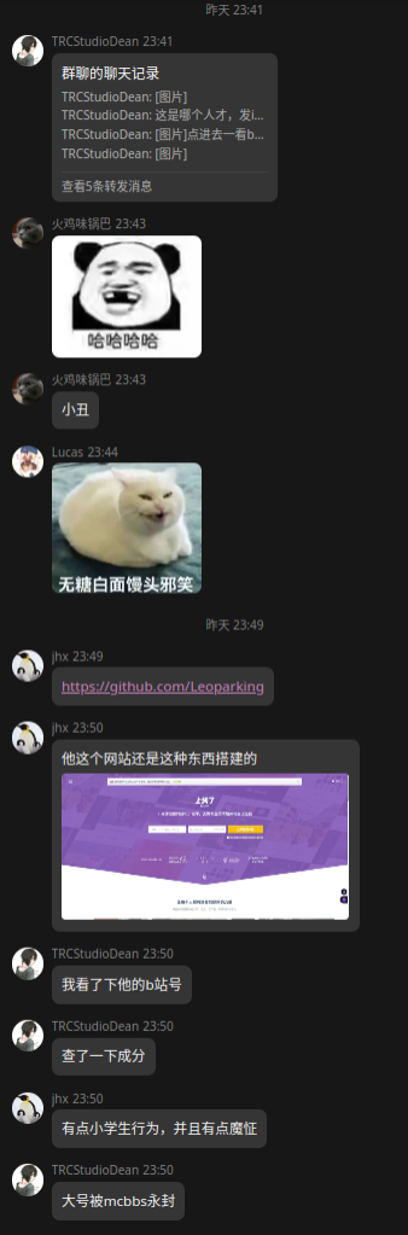 昨天 23:41
TRCStudioDean 23:41
群聊的聊天记录
TRCStudioDean: [图片]
TRCStudioDean: 这是哪个人才，发i...
TRCStudioDean: [图片]点进去一看b...
TRCStudioDean: [图片]
查看5条转发消息
火鸡味锅巴 23:43
哈哈哈哈
火鸡味锅巴 23:43
小丑
Lucas 23:44
无糖白面馒头邪笑
昨天 23:49
jhx 23:49
https://github.com/Leoparking
jhx 23:50
他这个网站还是这种东西搭建的
上线了
TRCStudioDean 23:50
我看了下他的b站号
TRCStudioDean 23:50
查了一下成分
jhx 23:50
有点小学生行为，并且有点魔怔
TRCStudioDean 23:50
大号被mcbbs永封